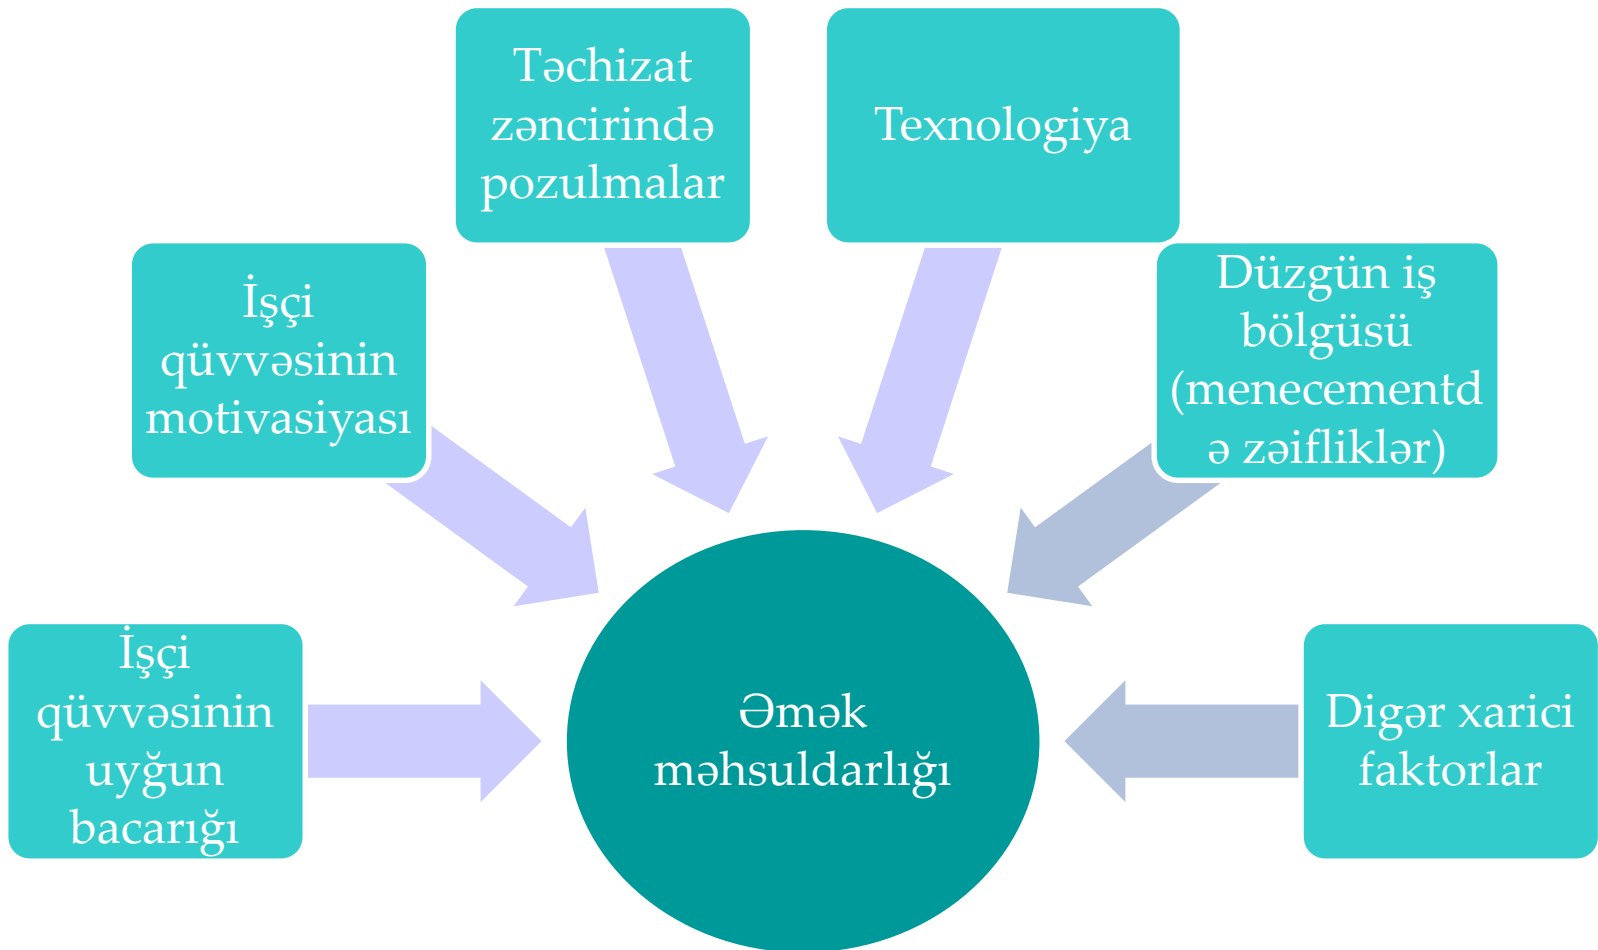 Təchizat
zəncirində
pozulmalar
Texnologiya
İşçi
qüvvəsinin
motivasiyası
Düzgün iş
bölgüsü
(menecementd
ə zəifliklər)
İşçi
qüvvəsinin
uyğun
bacarığı
Əmək
məhsuldarlığı
Digər xarici
faktorlar